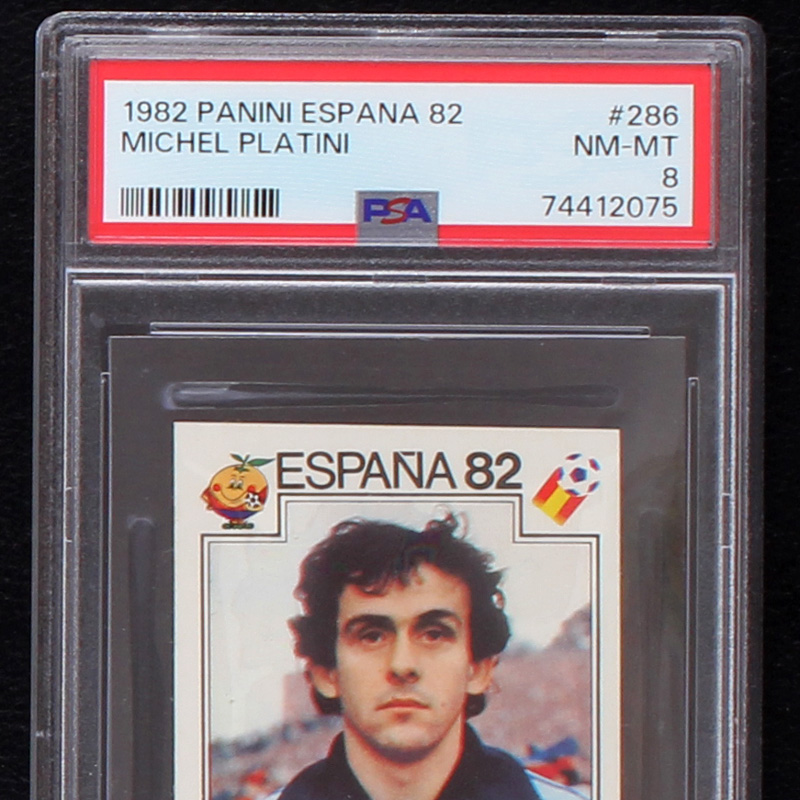 1982 PANINI ESPANA 82 #286
MICHEL PLATINI NM-MT
8
PSA 74412075
ESPAÑA 82